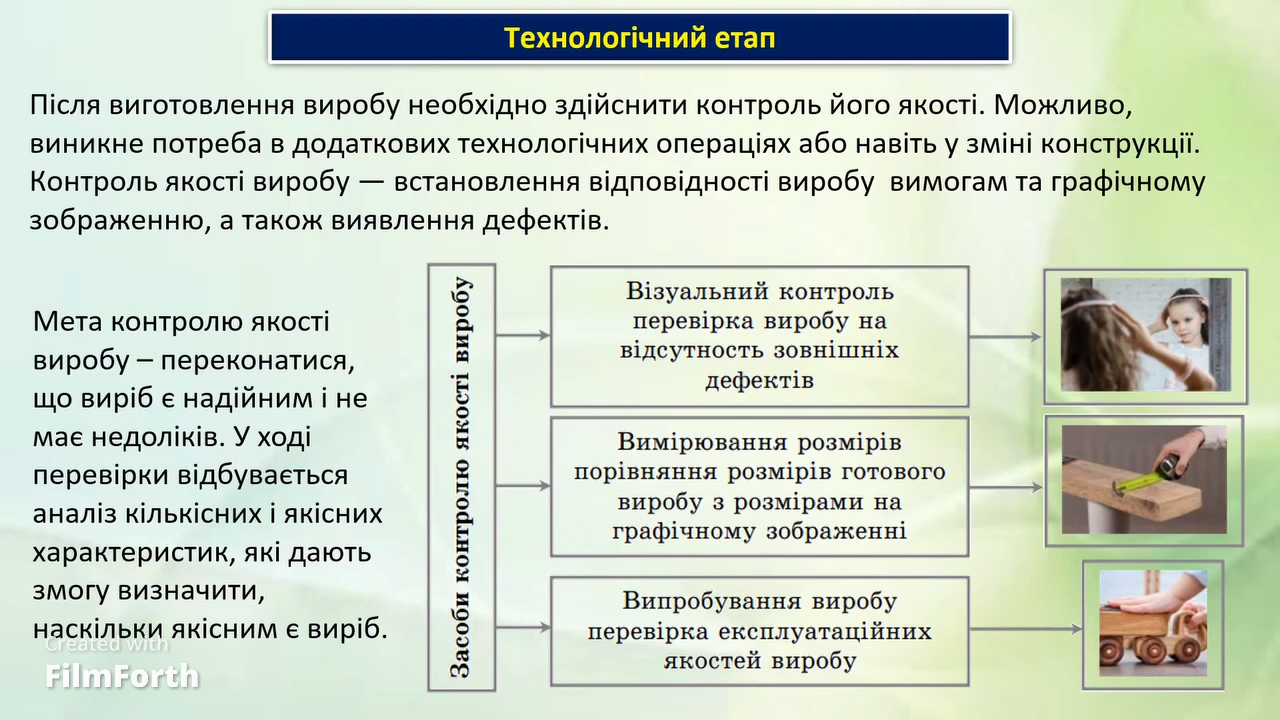 Технологічний етап
Після виготовлення виробу необхідно здійснити контроль його якості. Можливо,
виникне потреба в додаткових технологічних операціях або навіть у зміні конструкції.
Контроль якості виробу — встановлення відповідності виробу  вимогам та графічному
зображенню, а також виявлення дефектів.
Мета контролю якості
виробу – переконатися,
що виріб є надійним і не
має недоліків. У ході
перевірки відбувається
аналіз кількісних і якісних
характеристик, які дають
змогу визначити,
наскільки якісним є виріб.
Засоби контролю якості виробу
Візуальний контроль
перевірка виробу на
відсутность зовнішніх
дефектів
Вимірювання розмірів
порівняння розмірів готового
виробу з розмірами на
графічному зображенні
Випробування виробу
перевірка експлуатаційних
якостей виробу
Created with
FilmForth